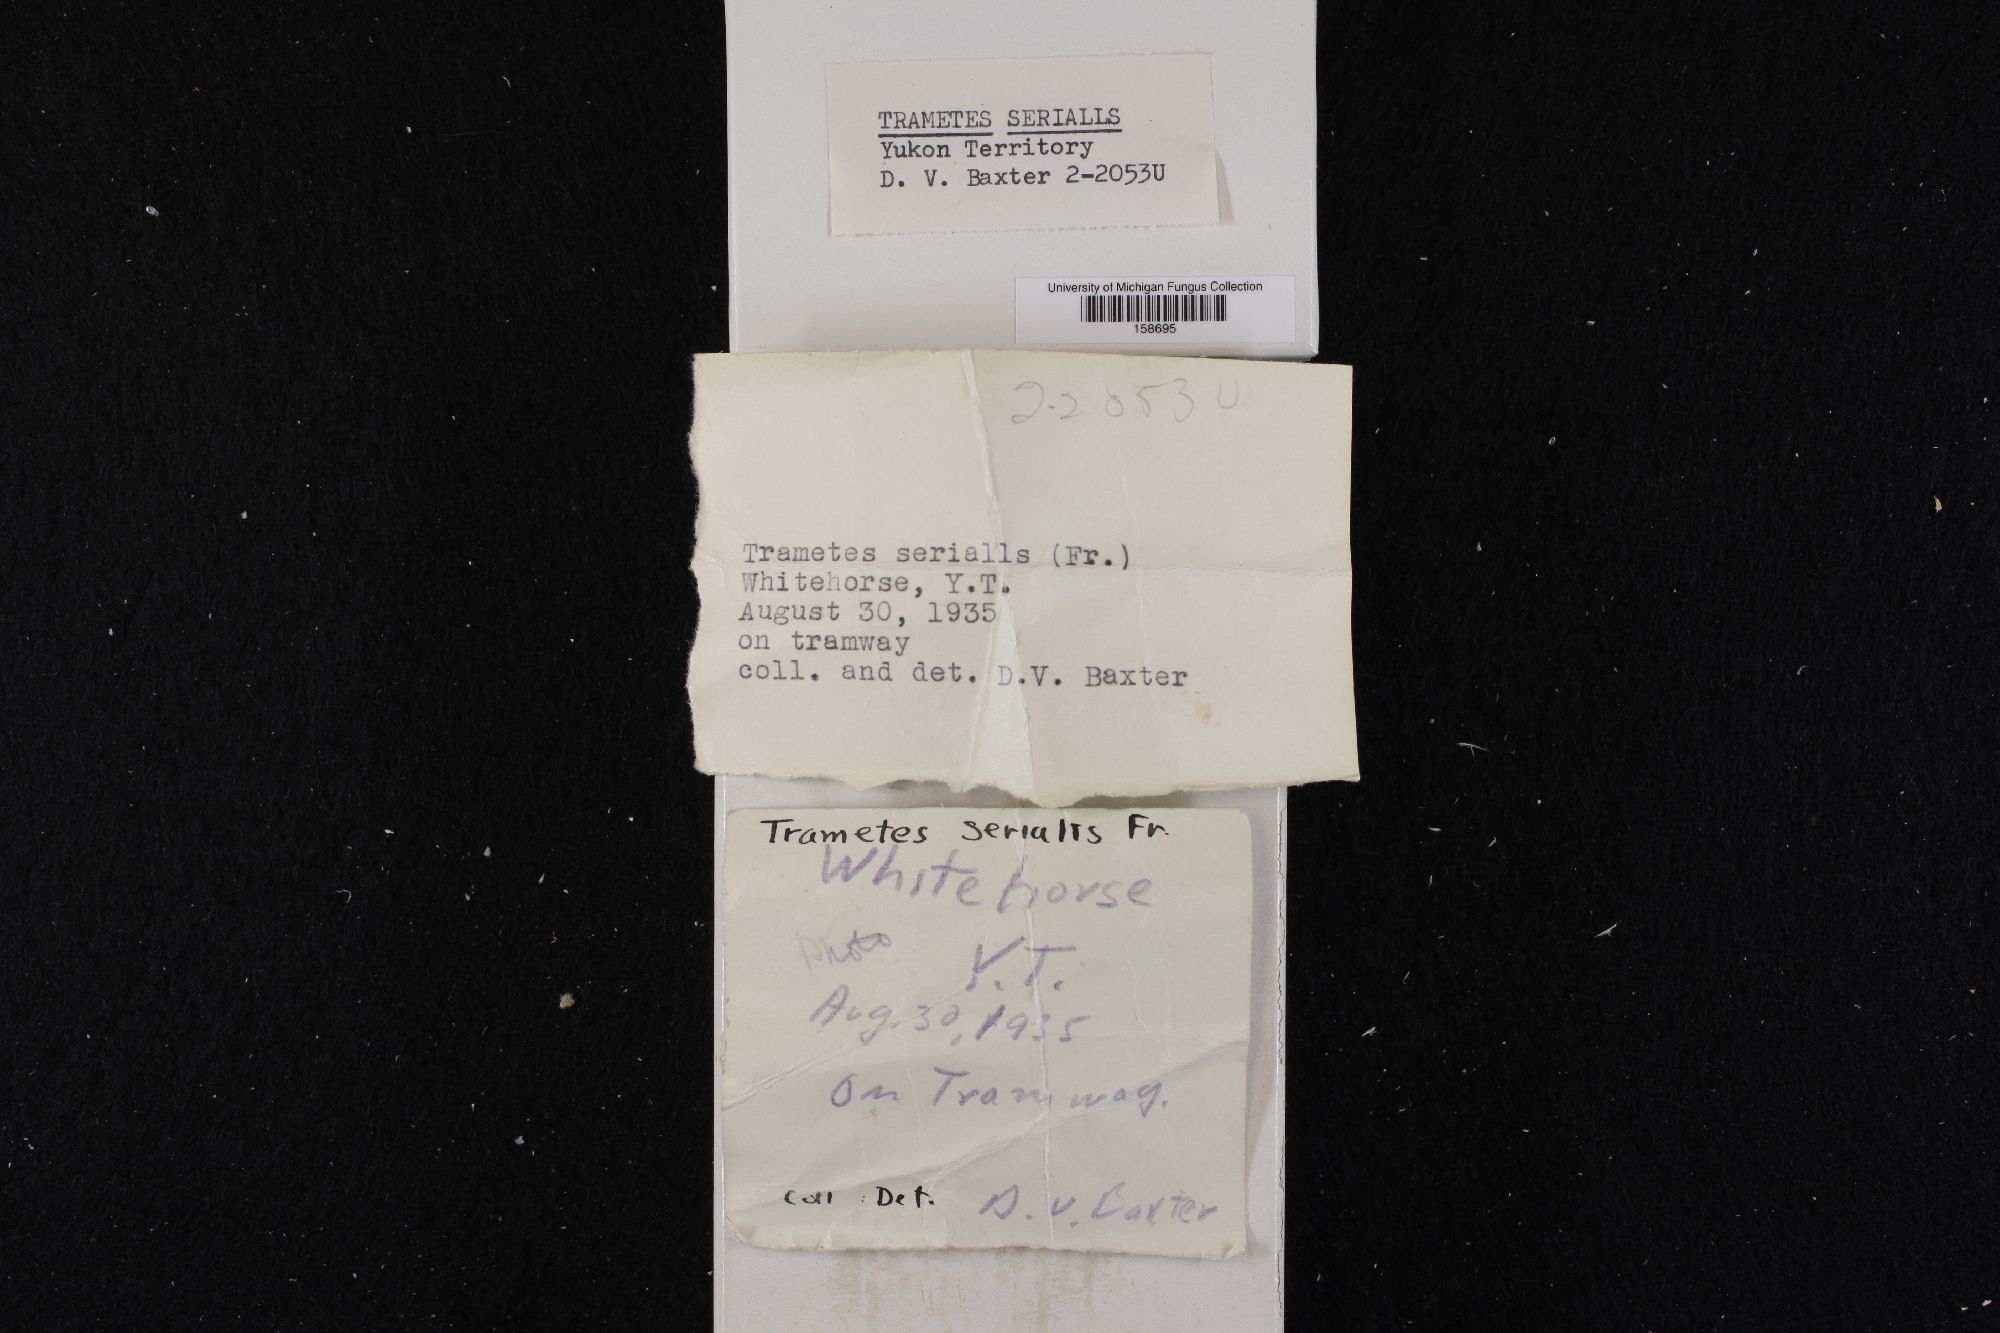 TRAMETES SERIALLS
Yukon Territory
D. V. Baxter 2-2053U
University of Michigan Fungus Collection
158695
2-2053U
Trametes serialls (Fr.)
Whitehorse, Y.T.
August 30, 1935
on tramway
coll. and det. D.V. Baxter
Trametes serialis Fr.
Whitehorse
Photo Y.T.
Aug. 30, 1935
On Tramway.
Coll : Det. D. V. Baxter